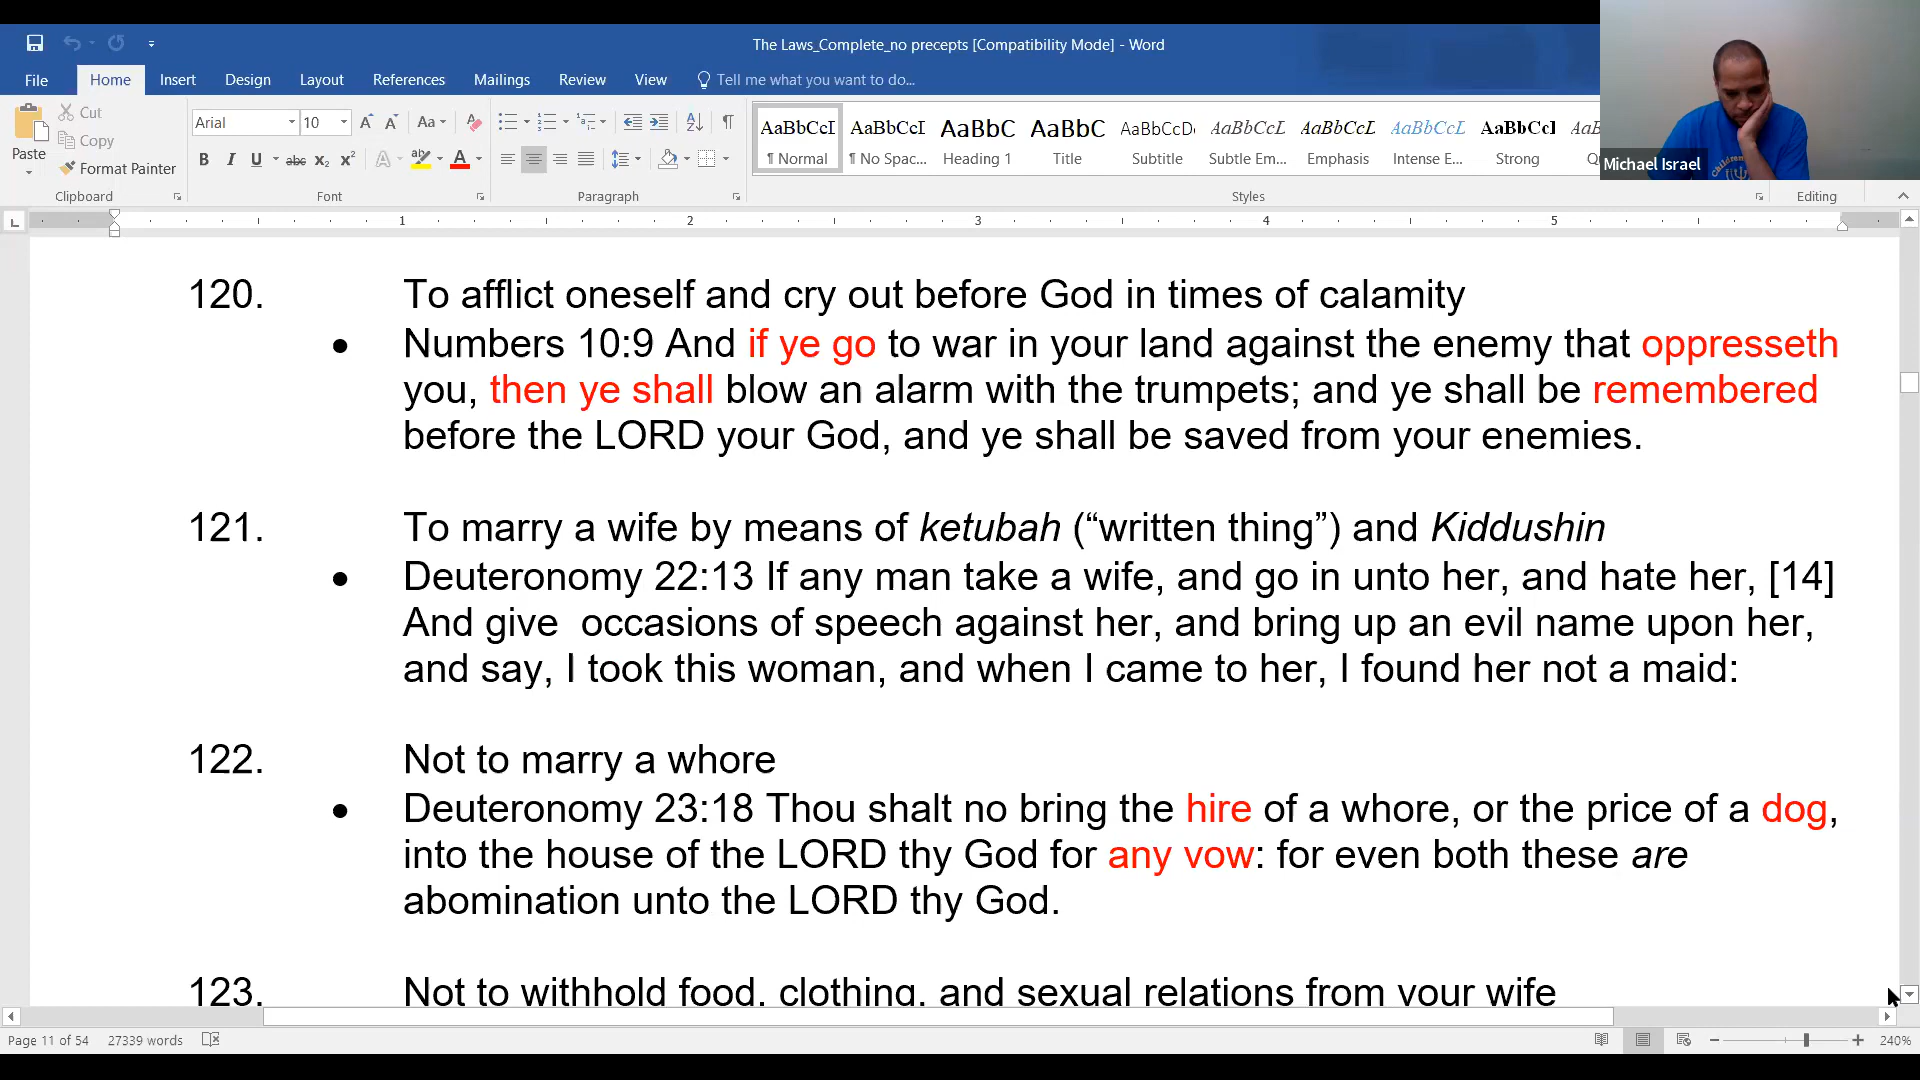 The Laws_Complete_no precepts [Compatibility Mode] - Word
File Home Insert Design Layout References Mailings Review View Tell me what you want to do...
Paste
Cut
Copy
Format Painter
Clipboard
Arial 10
Font
Paragraph
AaBbCcI AaBbCcI AaBbC AaBbC AaBbCcD AaBbCcL AaBbCcL AaBbCcL AaBbCcI
¶ Normal ¶ No Spac... Heading 1 Title Subtitle Subtle Em... Emphasis Intense E... Strong
Styles
Editing
Michael Israel
1 2 3 4 5
120. To afflict oneself and cry out before God in times of calamity
• Numbers 10:9 And if ye go to war in your land against the enemy that oppresseth
you, then ye shall blow an alarm with the trumpets; and ye shall be remembered
before the LORD your God, and ye shall be saved from your enemies.
121. To marry a wife by means of ketubah (“written thing”) and Kiddushin
• Deuteronomy 22:13 If any man take a wife, and go in unto her, and hate her, [14]
And give occasions of speech against her, and bring up an evil name upon her,
and say, I took this woman, and when I came to her, I found her not a maid:
122. Not to marry a whore
• Deuteronomy 23:18 Thou shalt no bring the hire of a whore, or the price of a dog,
into the house of the LORD thy God for any vow: for even both these are
abomination unto the LORD thy God.
123. Not to withhold food, clothing, and sexual relations from your wife
Page 11 of 54 27339 words 240%